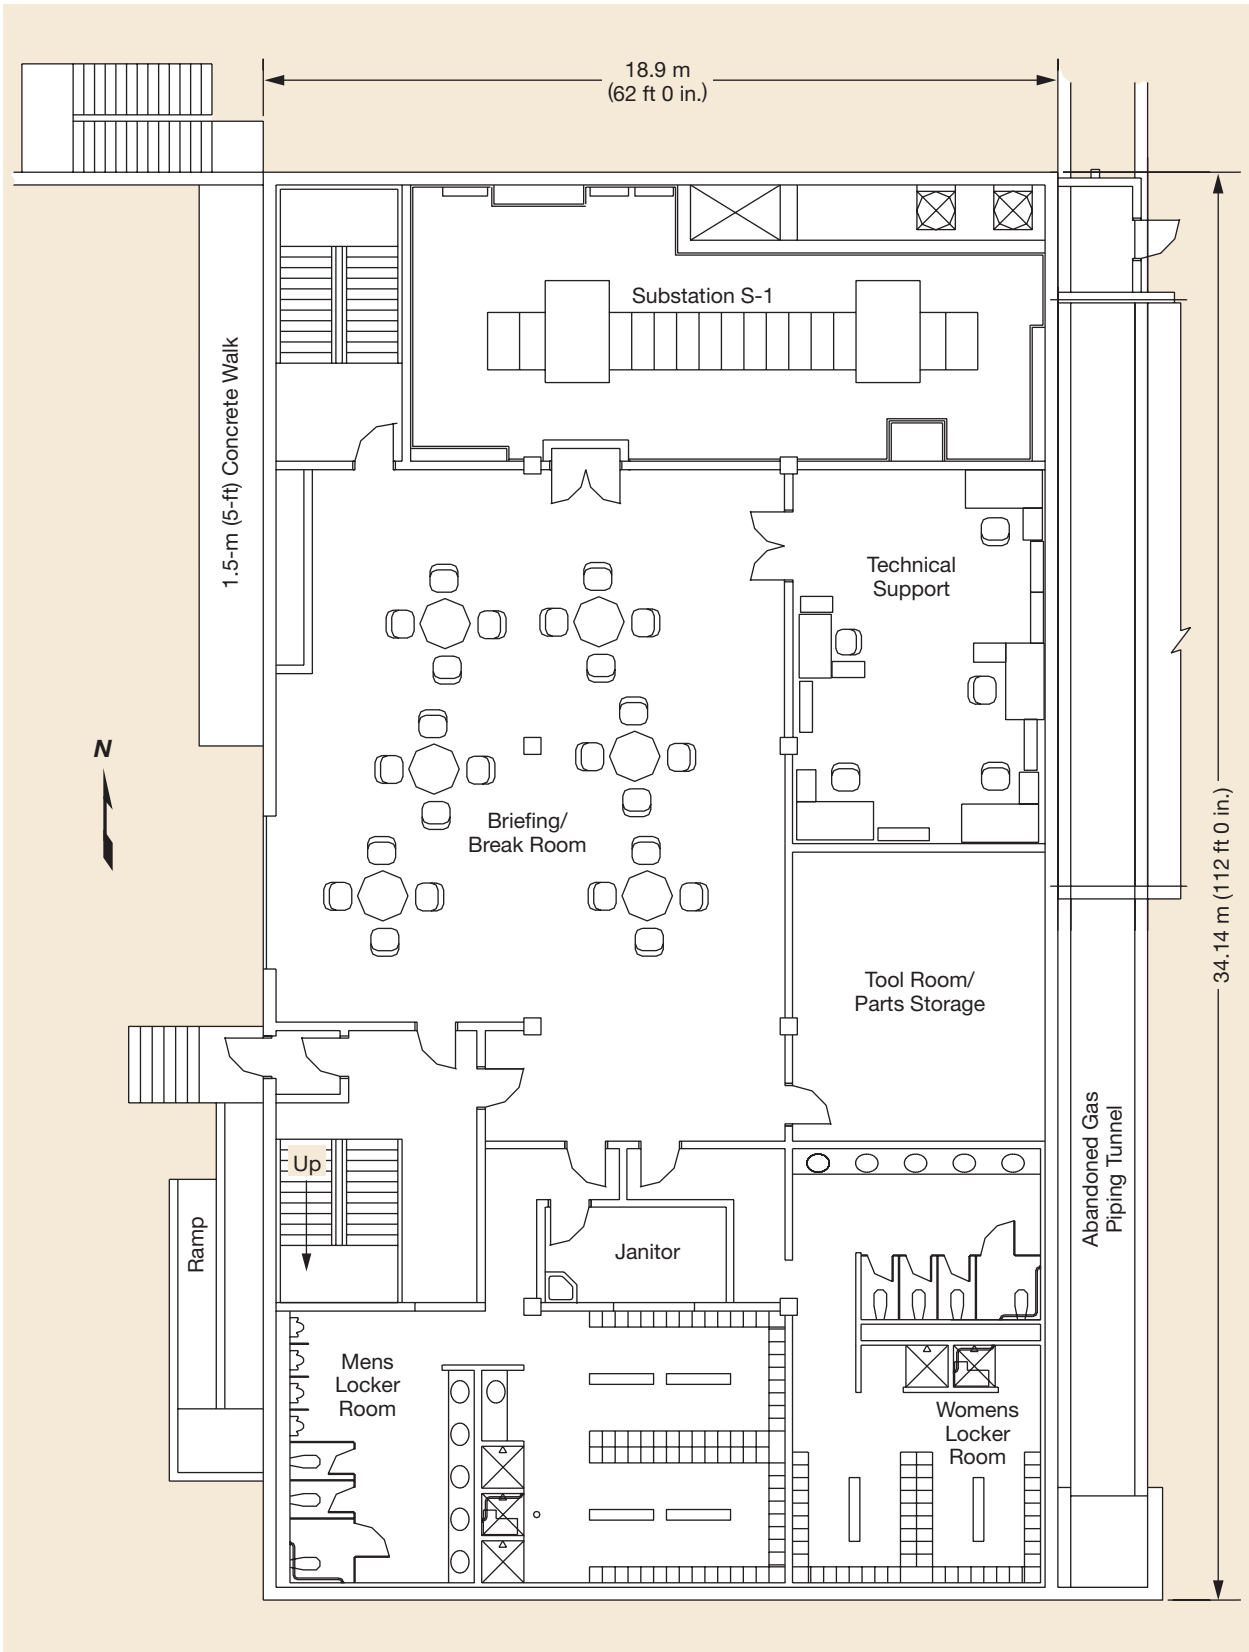 18.9 m
(62 ft 0 in.)
Substation S-1
1.5-m (5-ft) Concrete Walk
Technical
Support
N
Briefing/
Break Room
34.14 m (112 ft 0 in.)
Tool Room/
Parts Storage
Abandoned Gas
Piping Tunnel
Up
Ramp
Janitor
Mens
Locker
Room
Womens
Locker
Room